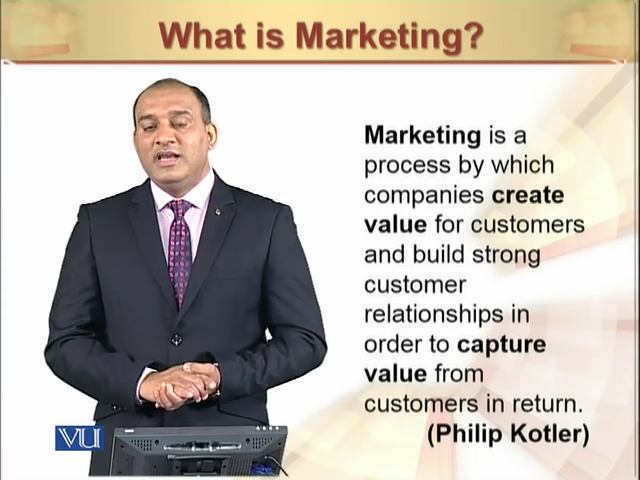 What is Marketing?
Marketing is a
process by which
companies create
value for customers
and build strong
customer
relationships in
order to capture
value from
customers in return.
(Philip Kotler)
VU